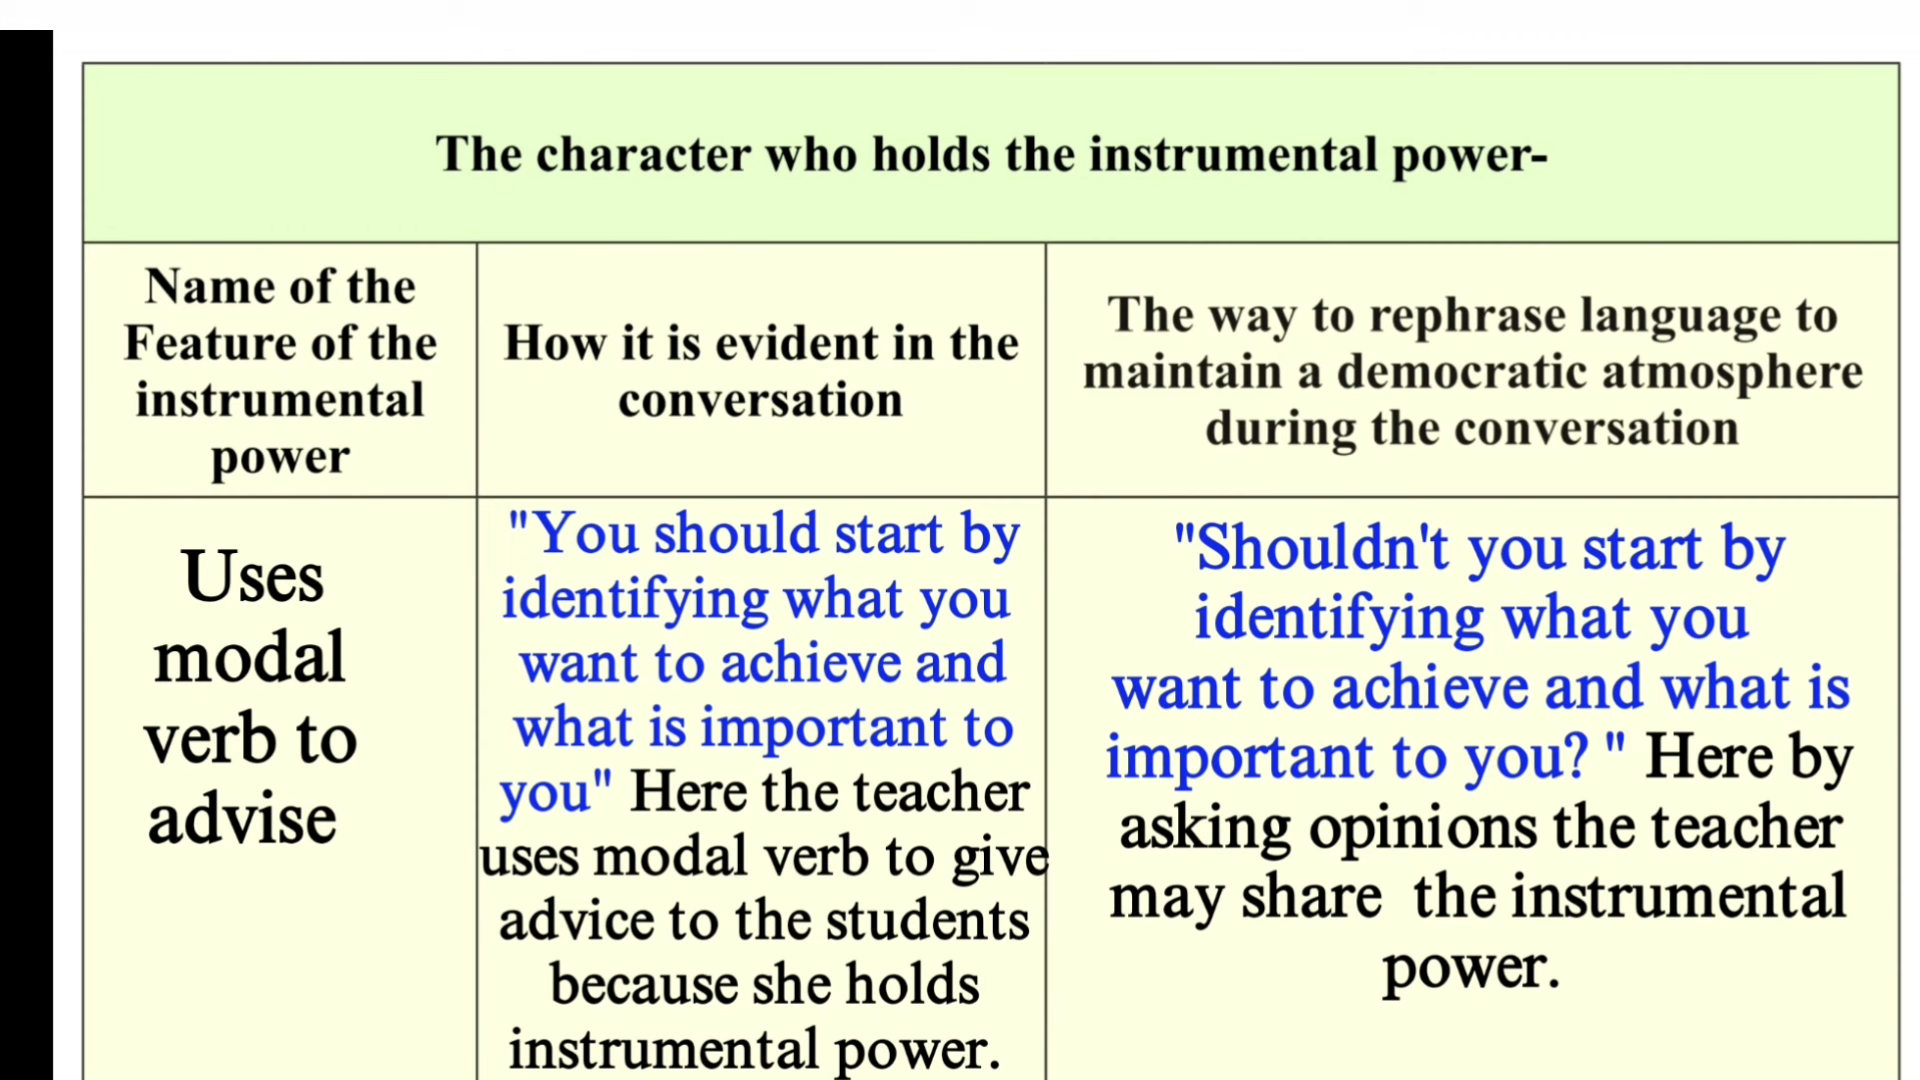 The character who holds the instrumental power-
Name of the
Feature of the
instrumental
power
How it is evident in the
conversation
The way to rephrase language to
maintain a democratic atmosphere
during the conversation
Uses
modal
verb to
advise
"You should start by
identifying what you
want to achieve and
what is important to
you" Here the teacher
uses modal verb to give
advice to the students
because she holds
instrumental power.
"Shouldn't you start by
identifying what you
want to achieve and what is
important to you? " Here by
asking opinions the teacher
may share  the instrumental
power.